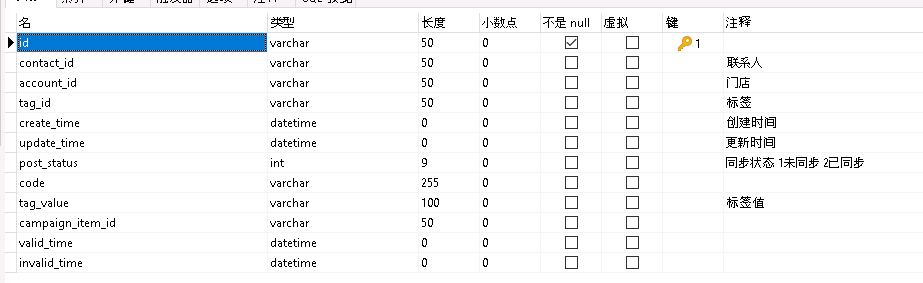 名 类型 长度 小数点 不是 null 虚拟 键 注释
id varchar 50 0 1
contact_id varchar 50 0 联系人
account_id varchar 50 0 门店
tag_id varchar 50 0 标签
create_time datetime 0 0 创建时间
update_time datetime 0 0 更新时间
post_status int 9 0 同步状态 1未同步 2已同步
code varchar 255 0
tag_value varchar 100 0 标签值
campaign_item_id varchar 50 0
valid_time datetime 0 0
invalid_time datetime 0 0